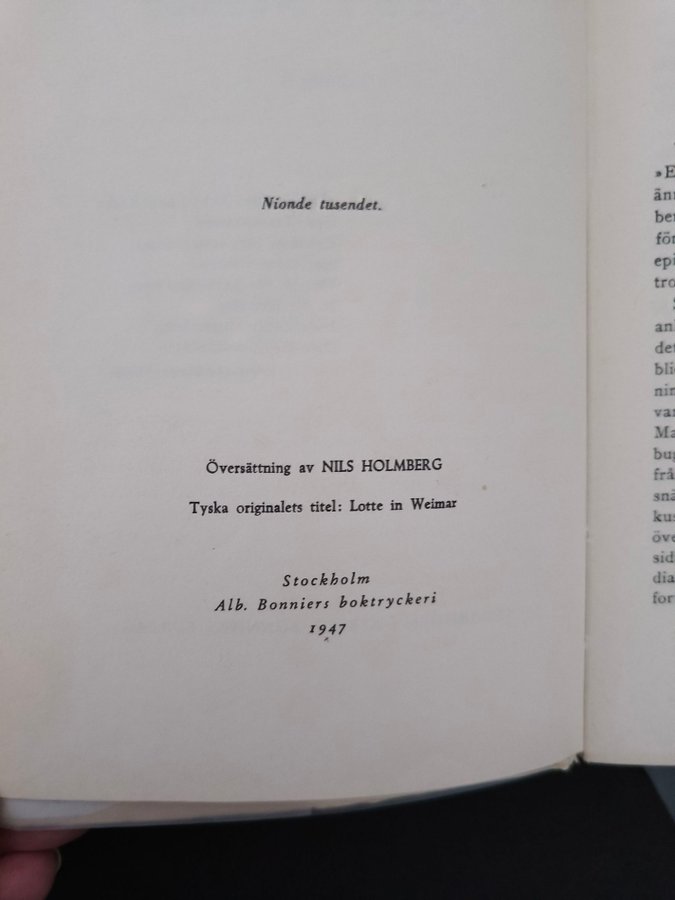 Nionde tusendet.
Översättning av NILS HOLMBERG
Tyska originalets titel: Lotte in Weimar
Stockholm
Alb. Bonniers boktryckeri
1947